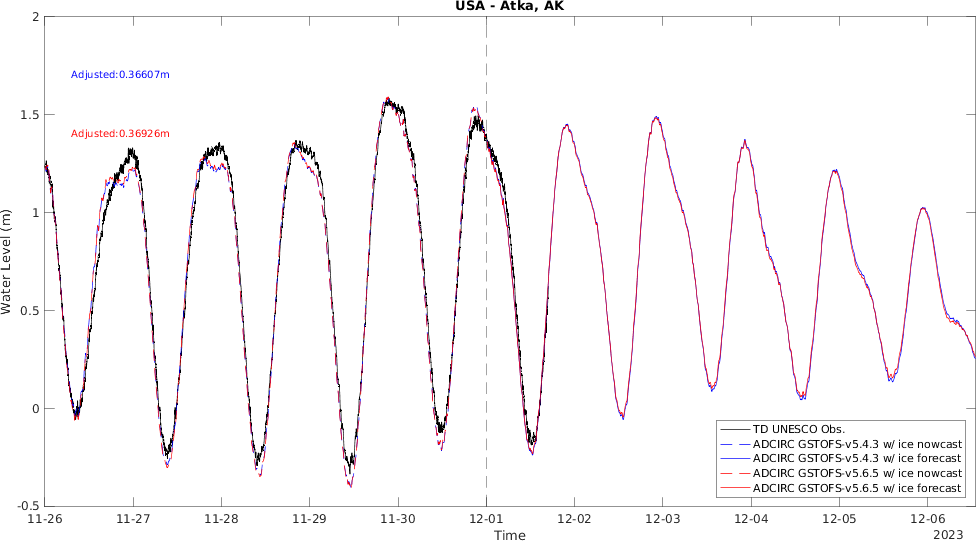 USA - Atka, AK
2
Adjusted:0.36607m
1.5
Adjusted:0.36926m
1
Water Level (m)
0.5
0
-0.5
TD UNESCO Obs.
ADCIRC GSTOFS-v5.4.3 w/ ice nowcast
ADCIRC GSTOFS-v5.4.3 w/ ice forecast
ADCIRC GSTOFS-v5.6.5 w/ ice nowcast
ADCIRC GSTOFS-v5.6.5 w/ ice forecast
11-26 11-27 11-28 11-29 11-30 12-01 12-02 12-03 12-04 12-05 12-06
Time
2023